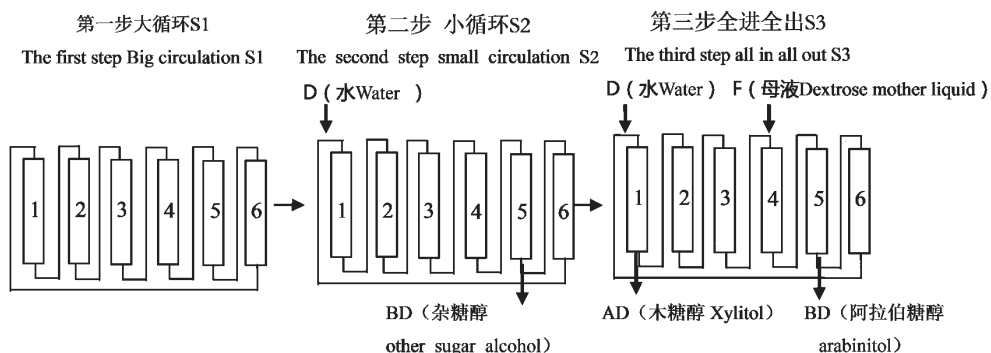 第一步大循环S1
The first step Big circulation S1
1 2 3 4 5 6
第二步 小循环S2
The second step small circulation S2
D（水Water ）
1 2 3 4 5 6
BD（杂糖醇
other sugar alcohol）
第三步全进全出S3
The third step all in all out S3
D（水Water） F（母液Dextrose mother liquid）
1 2 3 4 5 6
AD（木糖醇 Xylitol） BD（阿拉伯糖醇
arabinitol）